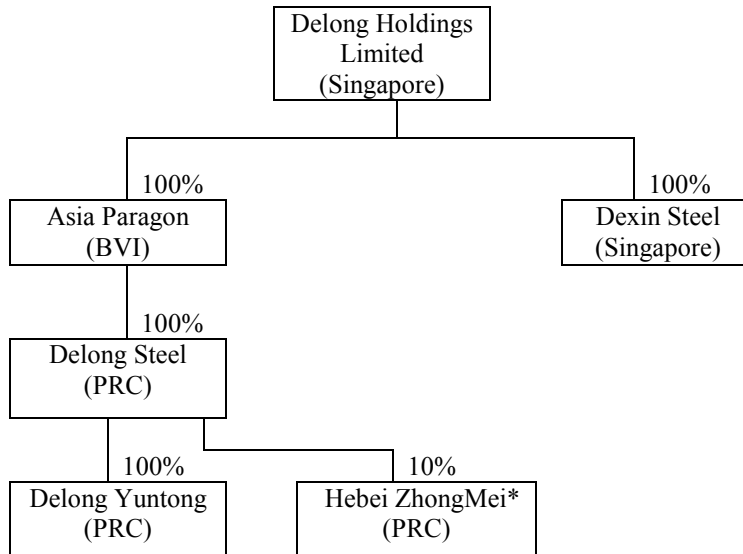 Delong Holdings
Limited
(Singapore)
100%
100%
Asia Paragon
(BVI)
Dexin Steel
(Singapore)
100%
Delong Steel
(PRC)
100%
10%
Delong Yuntong
(PRC)
Hebei ZhongMei*
(PRC)